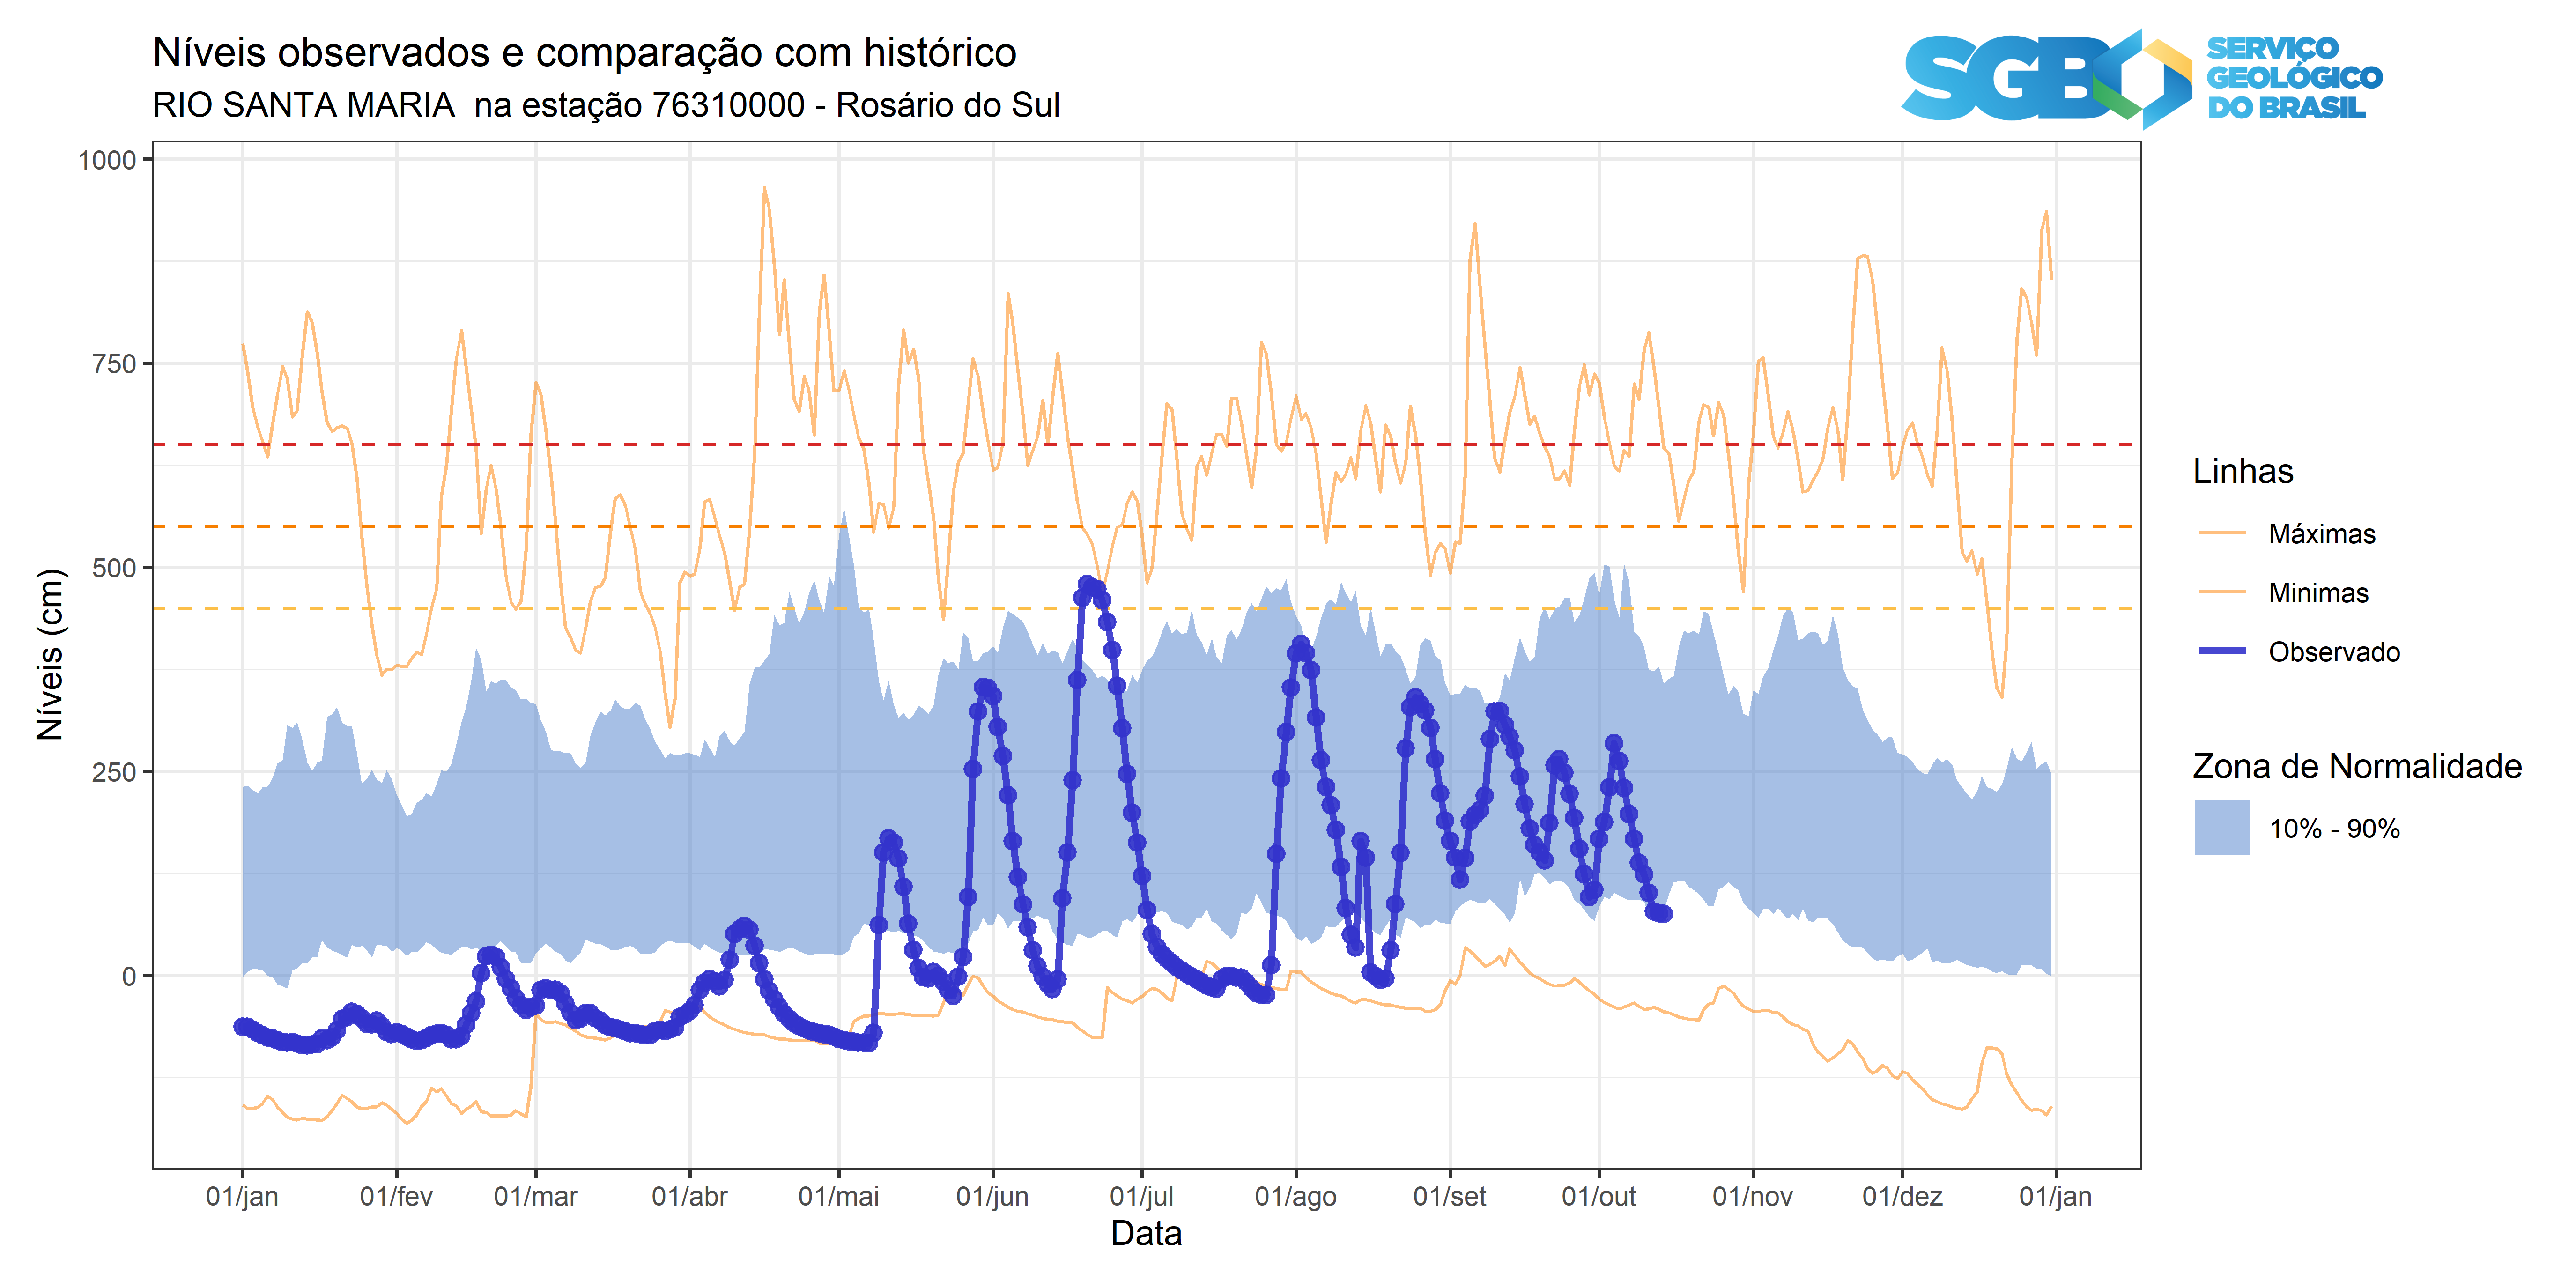 Níveis observados e comparação com histórico
RIO SANTA MARIA  na estação 76310000 - Rosário do Sul
SGB
SERVIÇO
GEOLÓGICO
DO BRASIL
Níveis (cm)
1000
750
500
250
0
01/jan 01/fev 01/mar 01/abr 01/mai 01/jun 01/jul 01/ago 01/set 01/out 01/nov 01/dez 01/jan
Data
Linhas
Máximas
Minimas
Observado
Zona de Normalidade
10% - 90%